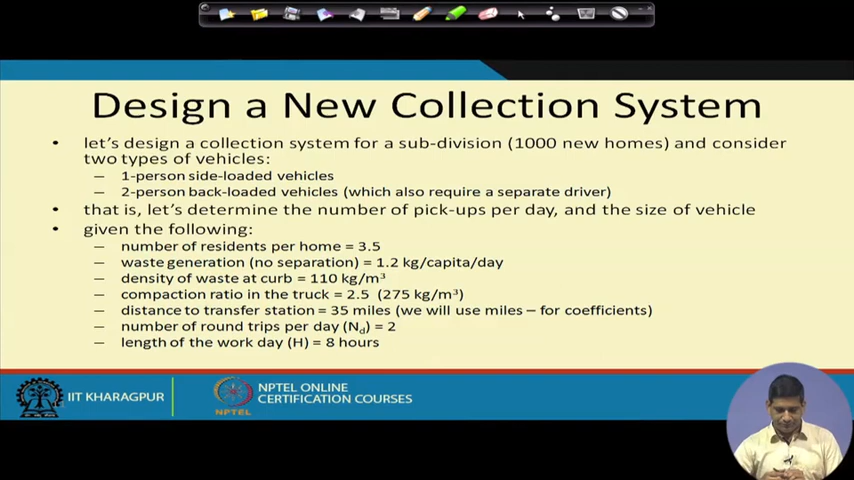 Design a New Collection System
• let's design a collection system for a sub-division (1000 new homes) and consider
two types of vehicles:
– 1-person side-loaded vehicles
– 2-person back-loaded vehicles (which also require a separate driver)
• that is, let's determine the number of pick-ups per day, and the size of vehicle
• given the following:
– number of residents per home = 3.5
– waste generation (no separation) = 1.2 kg/capita/day
– density of waste at curb = 110 kg/m³
– compaction ratio in the truck = 2.5 (275 kg/m³)
– distance to transfer station = 35 miles (we will use miles – for coefficients)
– number of round trips per day (Nd) = 2
– length of the work day (H) = 8 hours
IIT KHARAGPUR
NPTEL
NPTEL ONLINE
CERTIFICATION COURSES